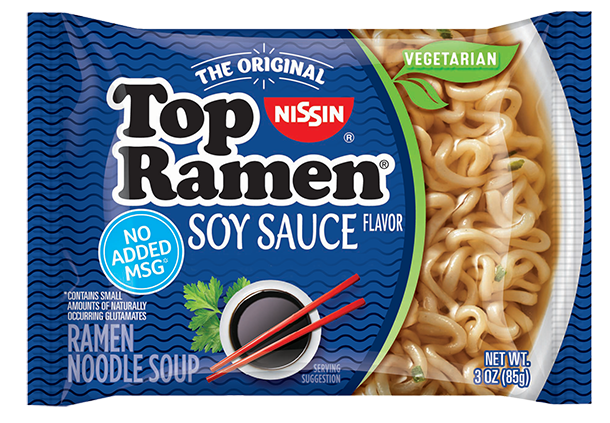 THE ORIGINAL
NISSIN
®
Top
Ramen®
SOY SAUCE FLAVOR
VEGETARIAN
NO
ADDED
MSG*
*CONTAINS SMALL
AMOUNTS OF NATURALLY
OCCURRING GLUTAMATES
RAMEN
NOODLE SOUP
SERVING
SUGGESTION
NET WT.
3 OZ (85g)